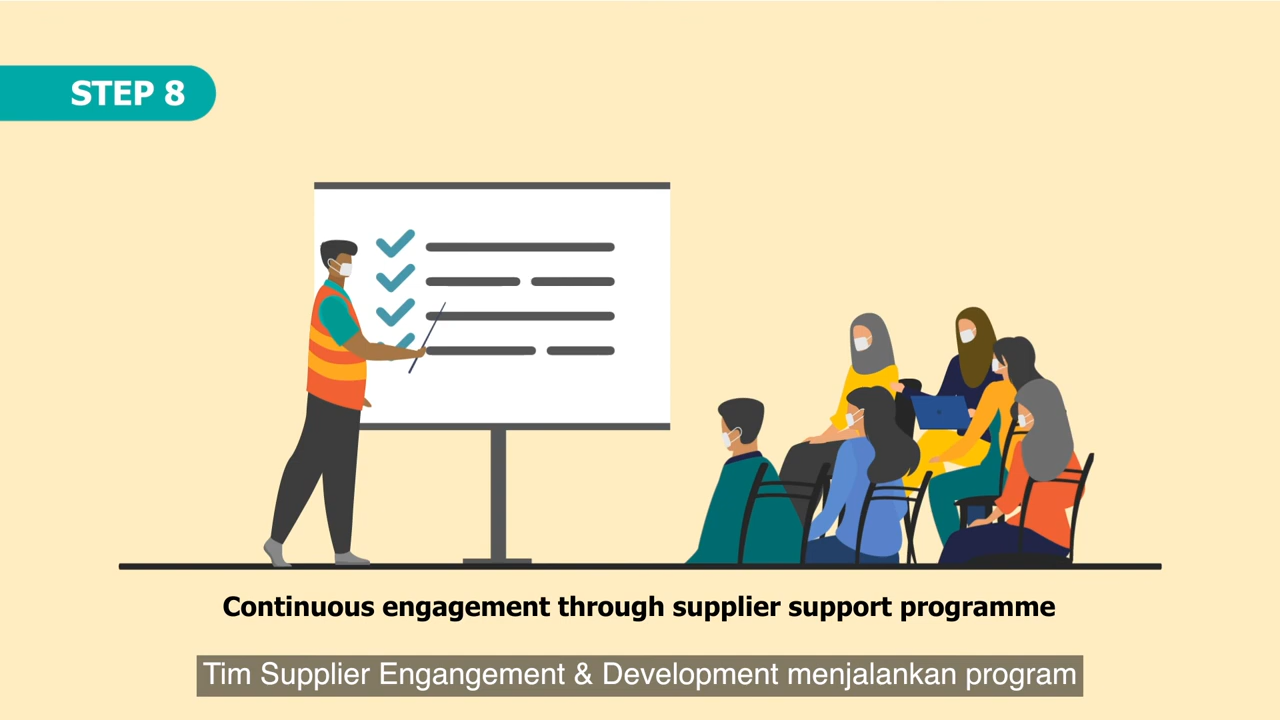 STEP 8
Continuous engagement through supplier support programme
Tim Supplier Engangement & Development menjalankan program